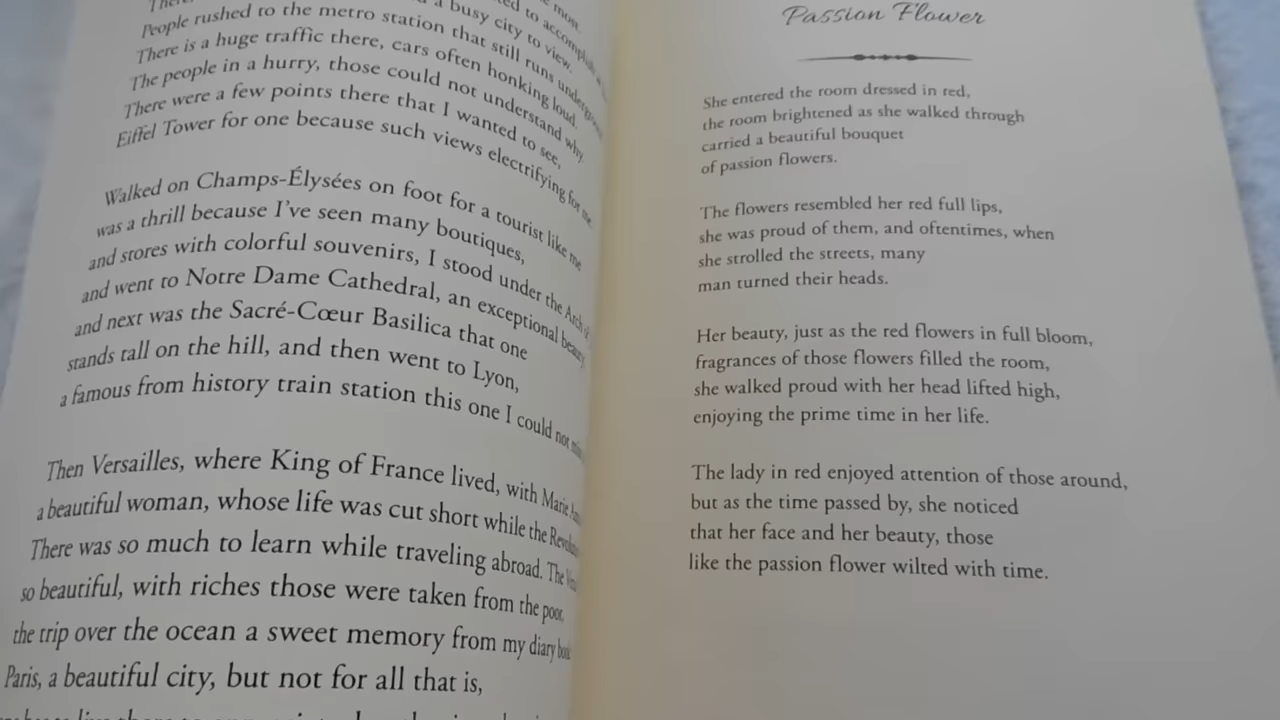 a busy city to view.
People rushed to the metro station that still runs
There is a huge traffic there, cars often honking loud.
The people in a hurry, those could not understand why.
There were a few points there that I wanted to see,
Eiffel Tower for one because such views electrifying for me.
Walked on Champs-Élysées on foot for a tourist like me
was a thrill because I've seen many boutiques,
and stores with colorful souvenirs, I stood under the Arch
and went to Notre Dame Cathedral, an exceptional beauty
and next was the Sacré-Cœur Basilica that one
stands tall on the hill, and then went to Lyon,
a famous from history train station this one I could not
Then Versailles, where King of France lived, with Marie
a beautiful woman, whose life was cut short while the
There was so much to learn while traveling abroad. The
so beautiful, with riches those were taken from the poor,
the trip over the ocean a sweet memory from my diary
Paris, a beautiful city, but not for all that is,
Passion Flower
She entered the room dressed in red,
the room brightened as she walked through
carried a beautiful bouquet
of passion flowers.
The flowers resembled her red full lips,
she was proud of them, and oftentimes, when
she strolled the streets, many
man turned their heads.
Her beauty, just as the red flowers in full bloom,
fragrances of those flowers filled the room,
she walked proud with her head lifted high,
enjoying the prime time in her life.
The lady in red enjoyed attention of those around,
but as the time passed by, she noticed
that her face and her beauty, those
like the passion flower wilted with time.